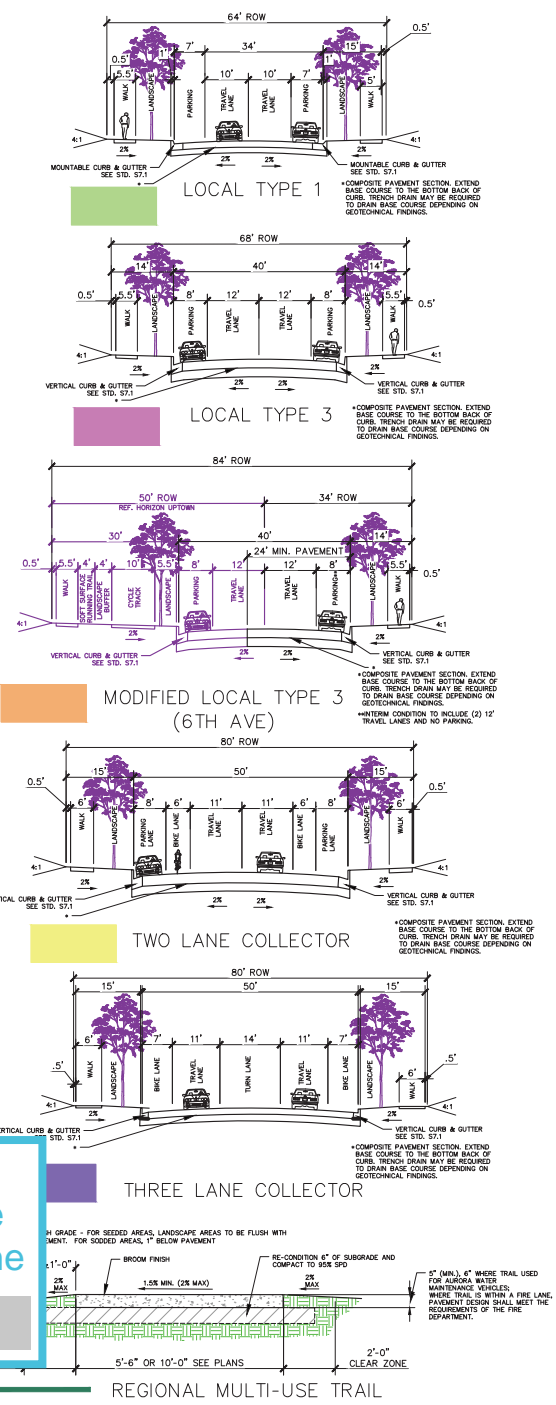 64' ROW
0.5'
7'
34'
15'
0.5'
1'
1'
5.5'
10'
10'
7'
5'
WALK
LANDSCAPE
PARKING
TRAVEL LANE
TRAVEL LANE
PARKING
LANDSCAPE
WALK
4:1
4:1
2%
2%
2%
2%
MOUNTABLE CURB & GUTTER
SEE STD. S7.1
*
MOUNTABLE CURB & GUTTER
SEE STD. S7.1
LOCAL TYPE 1
*COMPOSITE PAVEMENT SECTION. EXTEND
BASE COURSE TO THE BOTTOM BACK OF
CURB. TRENCH DRAIN MAY BE REQUIRED
TO DRAIN BASE COURSE DEPENDING ON
GEOTECHNICAL FINDINGS.
68' ROW
14'
40'
14'
0.5'
5.5'
8'
12'
12'
8'
5.5'
0.5'
WALK
LANDSCAPE
PARKING
TRAVEL LANE
TRAVEL LANE
PARKING
LANDSCAPE
WALK
4:1
4:1
2%
2%
2%
2%
VERTICAL CURB & GUTTER
SEE STD. S7.1
*
VERTICAL CURB & GUTTER
SEE STD. S7.1
LOCAL TYPE 3
*COMPOSITE PAVEMENT SECTION. EXTEND
BASE COURSE TO THE BOTTOM BACK OF
CURB. TRENCH DRAIN MAY BE REQUIRED
TO DRAIN BASE COURSE DEPENDING ON
GEOTECHNICAL FINDINGS.
84' ROW
50' ROW
REF. HORIZON UPTOWN
34' ROW
30'
40'
14'
24' MIN. PAVEMENT
0.5'
5.5'
4'
4'
10'
5.5'
8'
12'
12'
8'
5.5'
0.5'
WALK
SOFT SURFACE RUNNING TRAIL
LANDSCAPE BUFFER
CYCLE TRACK
LANDSCAPE
PARKING
TRAVEL LANE
TRAVEL LANE
PARKING**
LANDSCAPE
WALK
4:1
4:1
2%
2%
2%
2%
VERTICAL CURB & GUTTER
SEE STD. S7.1
*
VERTICAL CURB & GUTTER
SEE STD. S7.1
MODIFIED LOCAL TYPE 3
(6TH AVE)
*COMPOSITE PAVEMENT SECTION. EXTEND
BASE COURSE TO THE BOTTOM BACK OF
CURB. TRENCH DRAIN MAY BE REQUIRED
TO DRAIN BASE COURSE DEPENDING ON
GEOTECHNICAL FINDINGS.
**INTERIM CONDITION TO INCLUDE (2) 12'
TRAVEL LANES AND NO PARKING.
80' ROW
15'
50'
15'
0.5'
6'
8'
6'
11'
11'
6'
8'
6'
0.5'
WALK
LANDSCAPE
PARKING LANE
BIKE LANE
TRAVEL LANE
TRAVEL LANE
BIKE LANE
PARKING LANE
LANDSCAPE
WALK
4:1
4:1
2%
2%
2%
2%
TICAL CURB & GUTTER
SEE STD. S7.1
*
VERTICAL CURB & GUTTER
SEE STD. S7.1
TWO LANE COLLECTOR
*COMPOSITE PAVEMENT SECTION. EXTEND
BASE COURSE TO THE BOTTOM BACK OF
CURB. TRENCH DRAIN MAY BE REQUIRED
TO DRAIN BASE COURSE DEPENDING ON
GEOTECHNICAL FINDINGS.
80' ROW
15'
50'
15'
6'
7'
11'
14'
11'
7'
6'
.5'
.5'
WALK
LANDSCAPE
BIKE LANE
TRAVEL LANE
TURN LANE
TRAVEL LANE
BIKE LANE
LANDSCAPE
WALK
4:1
4:1
2%
2%
2%
2%
RTICAL CURB & GUTTER
SEE STD. S7.1
*
VERTICAL CURB & GUTTER
SEE STD. S7.1
THREE LANE COLLECTOR
*COMPOSITE PAVEMENT SECTION. EXTEND
BASE COURSE TO THE BOTTOM BACK OF
CURB. TRENCH DRAIN MAY BE REQUIRED
TO DRAIN BASE COURSE DEPENDING ON
GEOTECHNICAL FINDINGS.
e
ne
SH GRADE - FOR SEEDED AREAS, LANDSCAPE AREAS TO BE FLUSH WITH
EMENT. FOR SODDED AREAS, 1" BELOW PAVEMENT
1'-0"
BROOM FINISH
RE-CONDITION 6" OF SUBGRADE AND
COMPACT TO 95% SPD
2% MAX
1.5% MIN. (2% MAX)
2% MAX
5" (MIN.), 6" WHERE TRAIL USED
FOR AURORA WATER
MAINTENANCE VEHICLES;
WHERE TRAIL IS WITHIN A FIRE LANE,
PAVEMENT DESIGN SHALL MEET THE
REQUIREMENTS OF THE FIRE
DEPARTMENT.
5'-6" OR 10'-0" SEE PLANS
2'-0"
CLEAR ZONE
REGIONAL MULTI-USE TRAIL